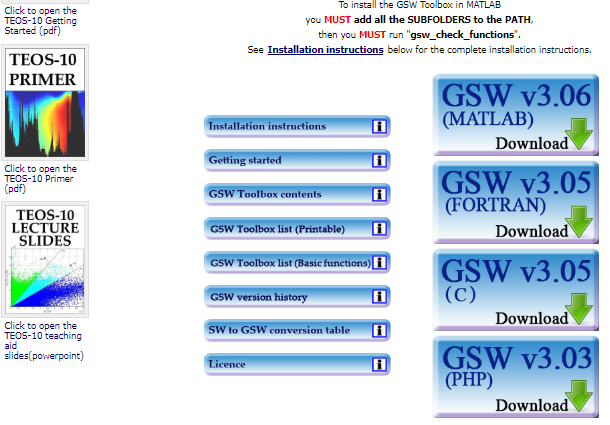 Click to open the
TEOS-10 Getting
Started (pdf)
TEOS-10
PRIMER
Click to open the
TEOS-10 Primer
(pdf)
TEOS-10
LECTURE
SLIDES
Click to open the
TEOS-10 teaching
aid
slides(powerpoint)
To install the GSW Toolbox in MATLAB
you MUST add all the SUBFOLDERS to the PATH,
then you MUST run "gsw_check_functions".
See Installation instructions below for the complete installation instructions.
Installation instructions i
Getting started i
GSW Toolbox contents i
GSW Toolbox list (Printable) i
GSW Toolbox list (Basic functions) i
GSW version history i
SW to GSW conversion table i
Licence i
GSW v3.06
(MATLAB)
Download
GSW v3.05
(FORTRAN)
Download
GSW v3.05
(C)
Download
GSW v3.03
(PHP)
Download